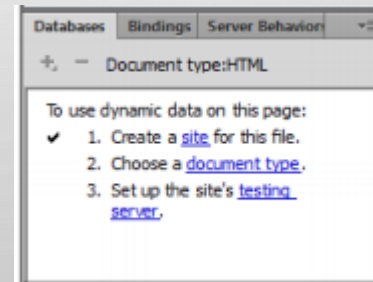 Databases Bindings Server Behaviors
Document type:HTML
To use dynamic data on this page:
✔ 1. Create a site for this file.
2. Choose a document type.
3. Set up the site's testing
server.